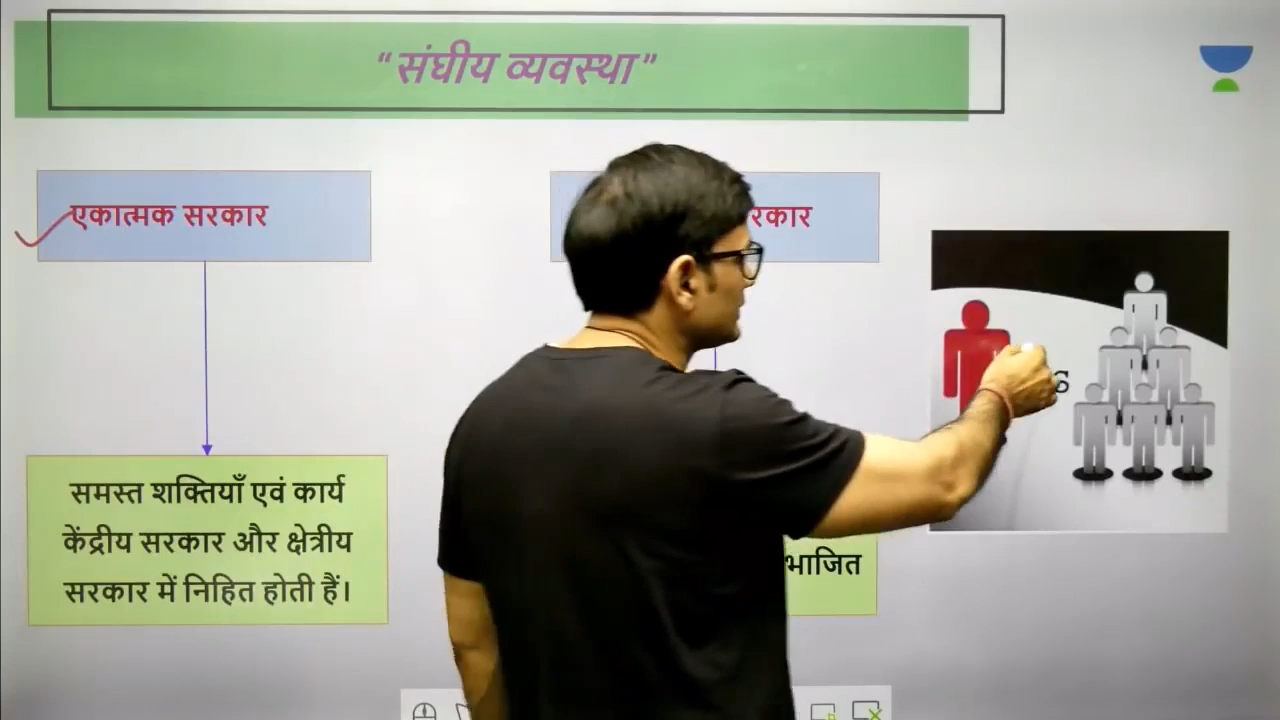 “संघीय व्यवस्था”
एकात्मक सरकार
रकार
समस्त शक्तियाँ एवं कार्य
केंद्रीय सरकार और क्षेत्रीय
सरकार में निहित होती हैं।
भाजित